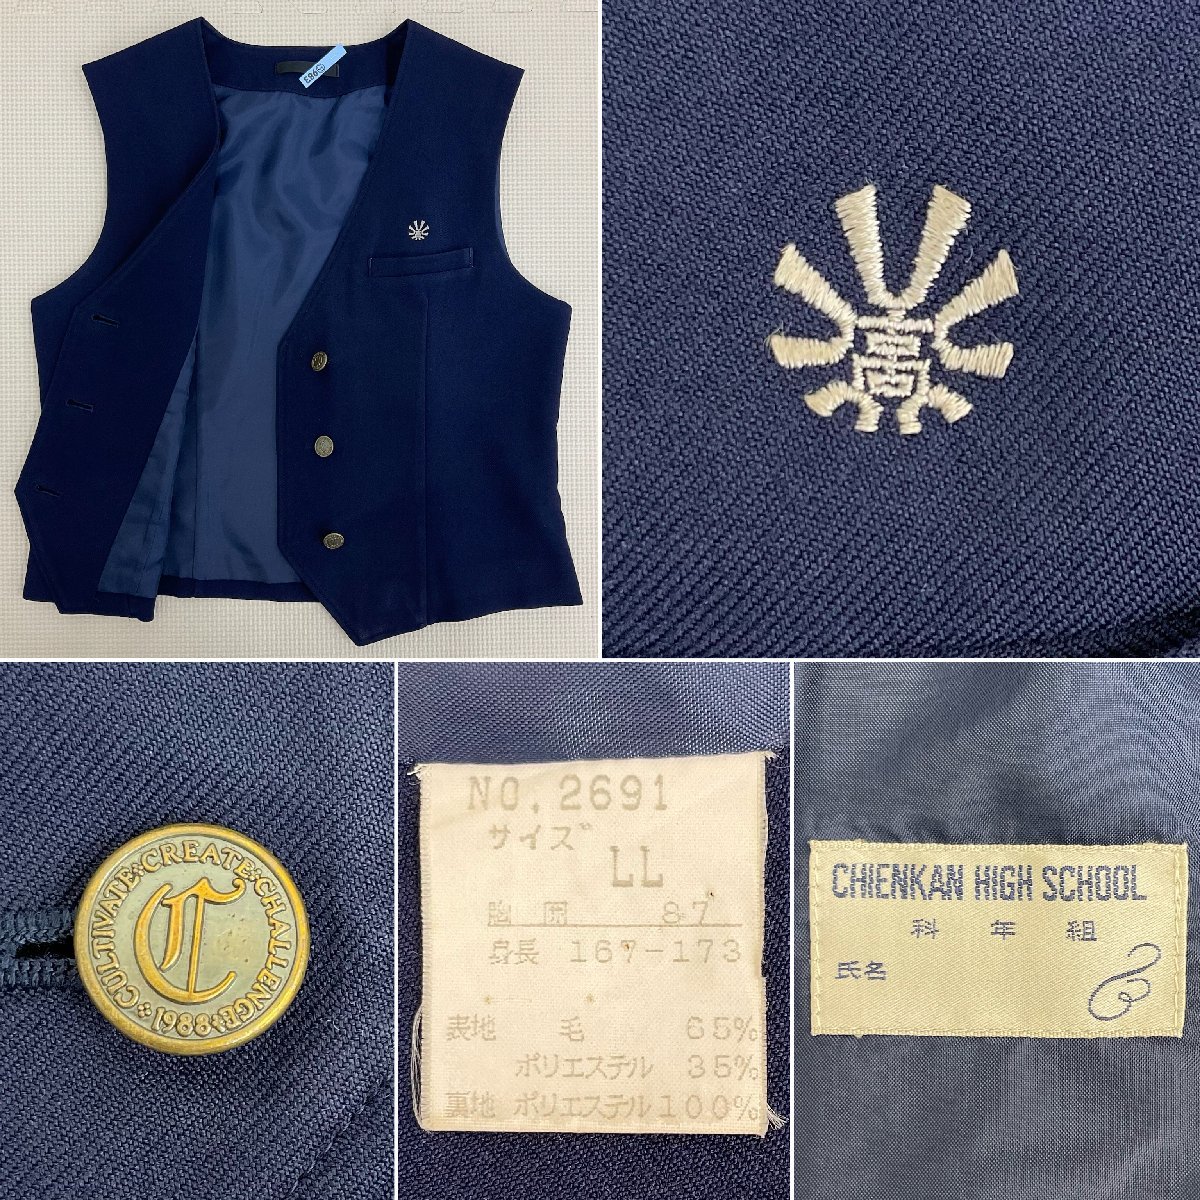 高
C
CULTIVATE☆CREATE☆CHALLENGE☆1988☆
NO.2691
サイズ
LL
胸囲 87
身長 167-173
表地 毛 65%
ポリエステル 35%
裏地 ポリエステル 100%
CHIENKAN HIGH SCHOOL
科 年 組
氏名